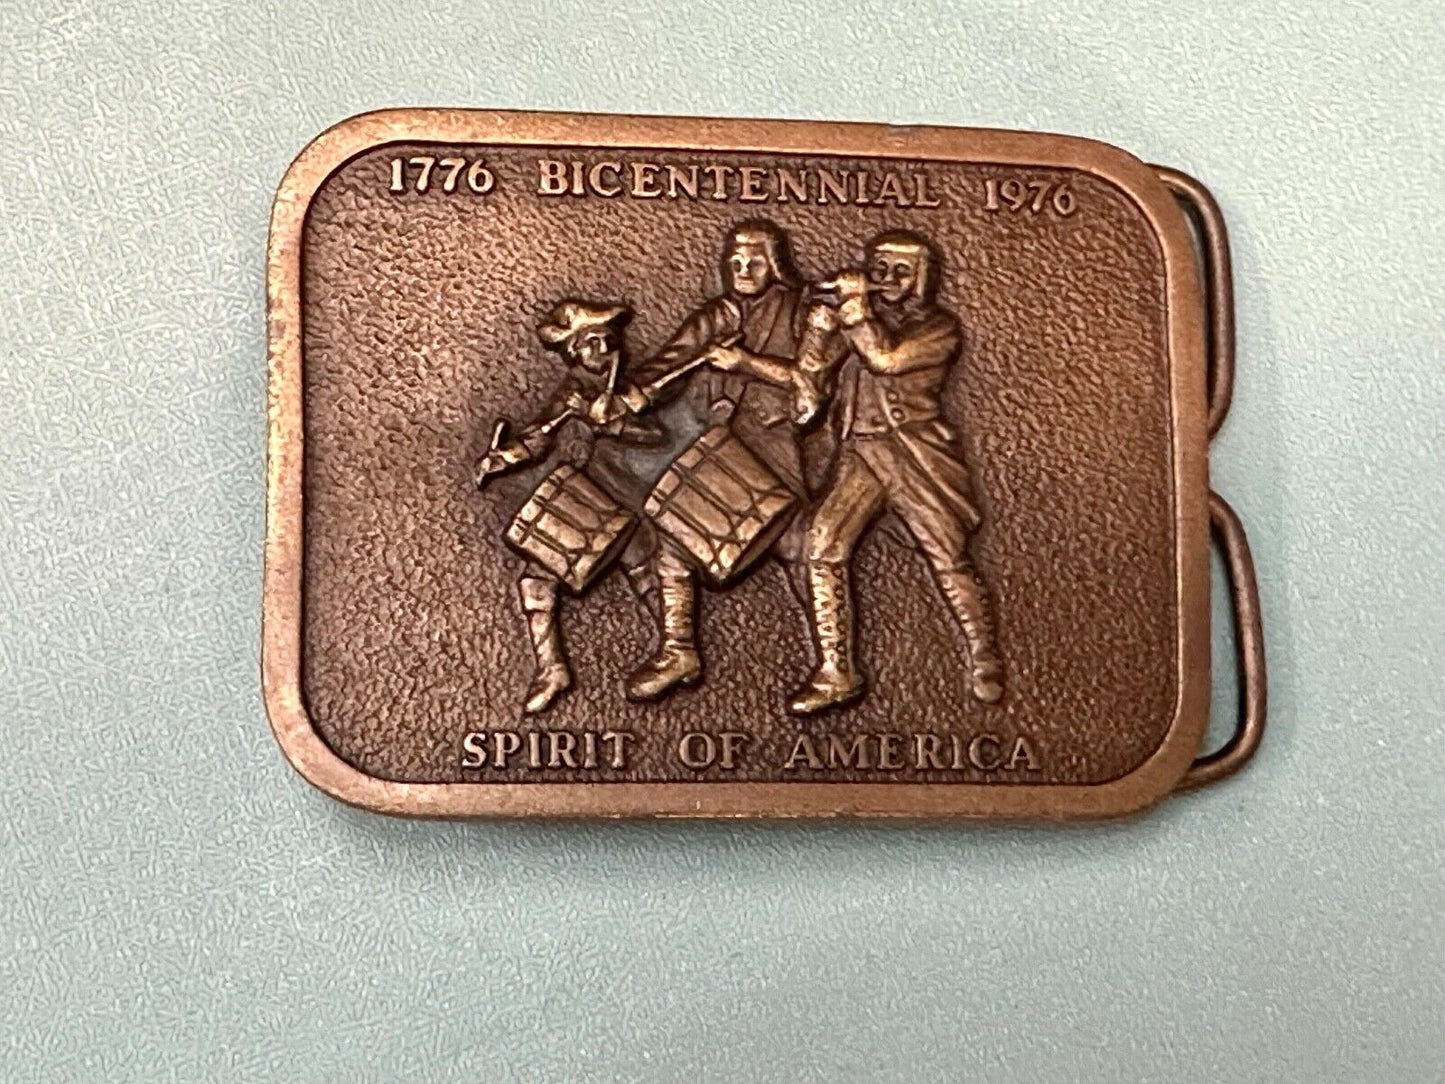 1776 BICENTENNIAL 1976
SPIRIT OF AMERICA